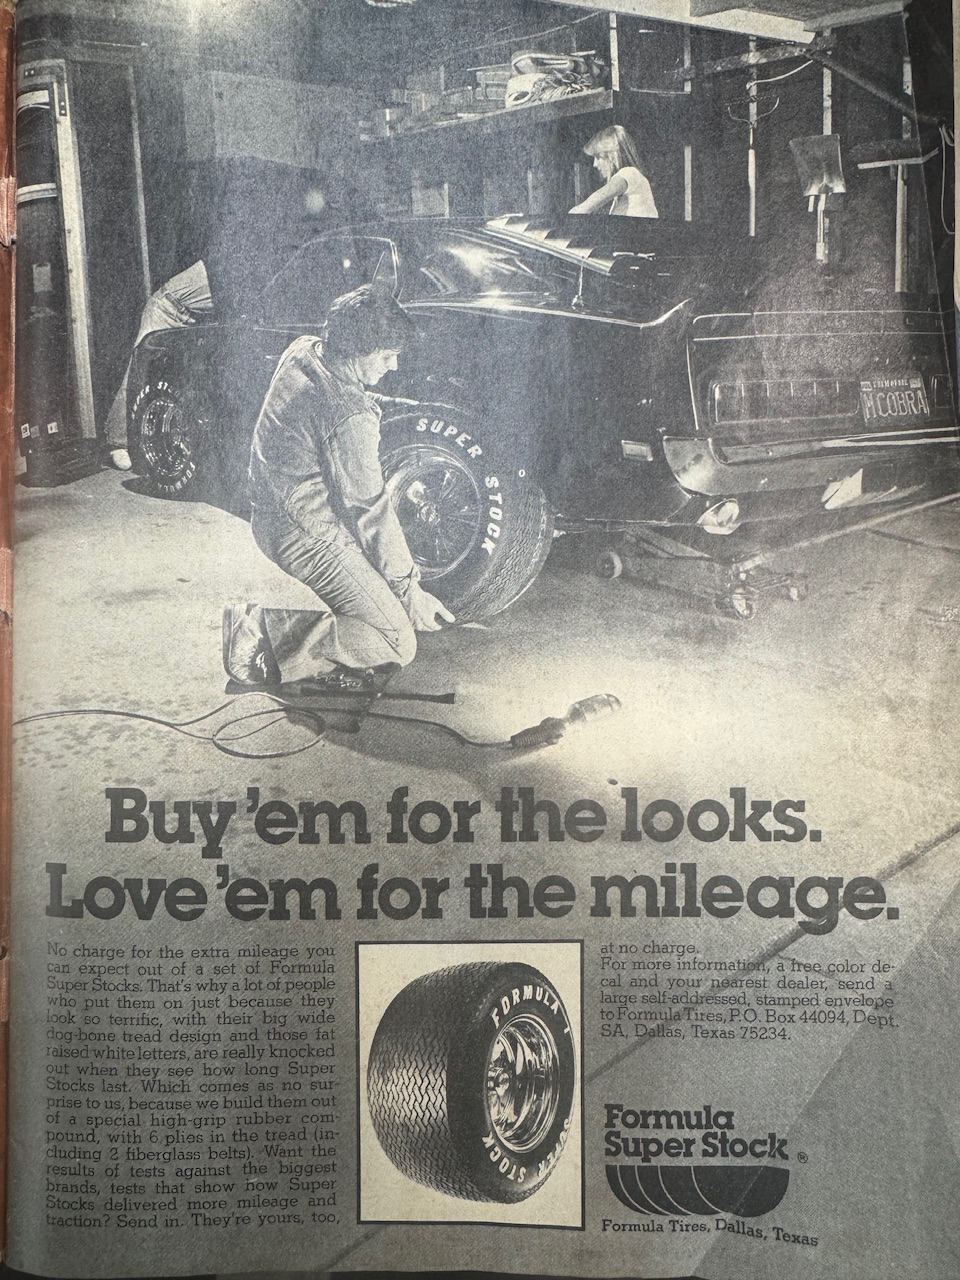 SUPER ST
FORMULA
SUPER STOCK
M COBRA
Buy 'em for the looks.
Love 'em for the mileage.
No charge for the extra mileage you
can expect out of a set of Formula
Super Stocks. That's why a lot of people
who put them on just because they
look so terrific, with their big wide
dog-bone tread design and those fat
raised white letters, are really knocked
out when they see how long Super
Stocks last. Which comes as no sur-
prise to us, because we build them out
of a special high-grip rubber com-
pound, with 6 plies in the tread (in-
cluding 2 fiberglass belts). Want the
results of tests against the biggest
brands, tests that show how Super
Stocks delivered more mileage and
traction? Send in. They're yours, too,
FORMULA 1
SUPER STOCK
at no charge.
For more information, a free color de-
cal and your nearest dealer, send a
large self-addressed, stamped envelope
to Formula Tires, P.O. Box 44094, Dept.
SA, Dallas, Texas 75234.
Formula
Super Stock ®
Formula Tires, Dallas, Texas